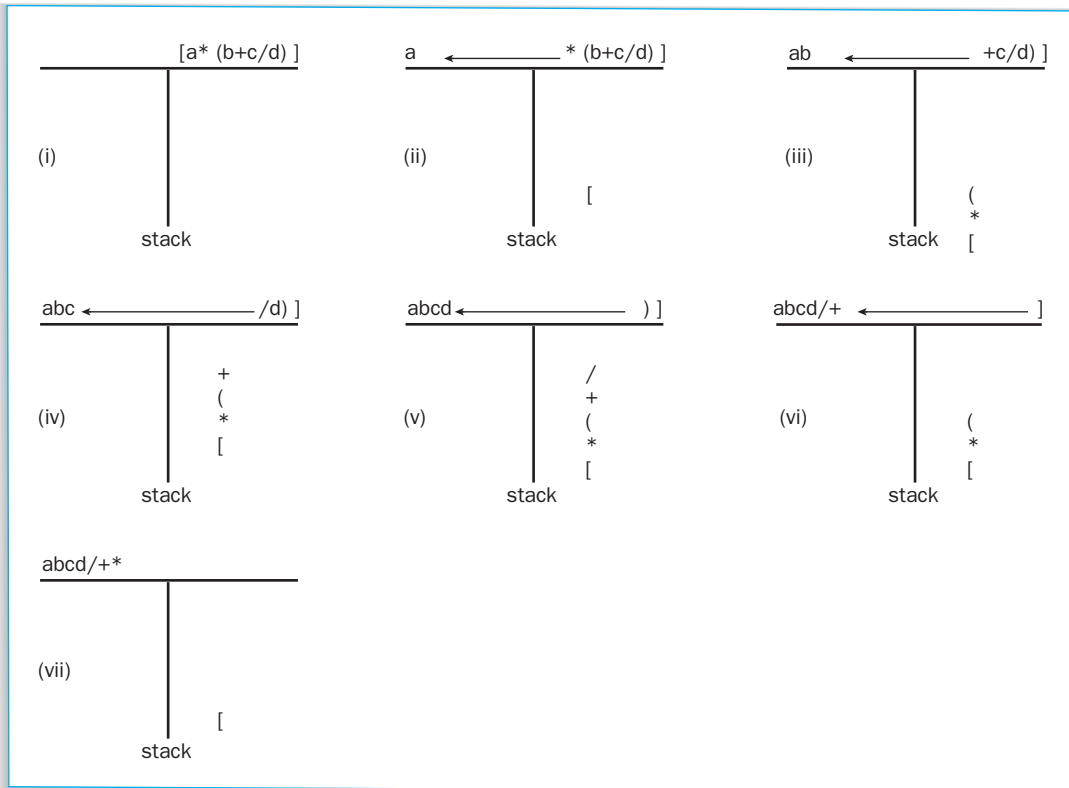 [a* (b+c/d) ]
(i)
stack
a * (b+c/d) ]
(ii)
[
stack
ab +c/d) ]
(iii)
(
*
[
stack
abc /d) ]
(iv)
+
(
*
[
stack
abcd ) ]
(v)
/
+
(
*
[
stack
abcd/+ ]
(vi)
(
*
[
stack
abcd/+*
(vii)
[
stack